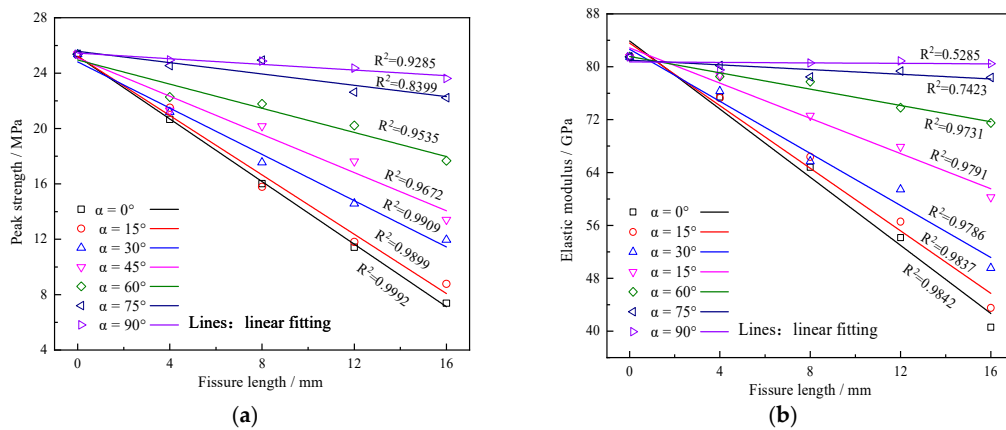 (a)
28
24
20
16
12
8
4
Peak strength / MPa
0
4
8
12
16
Fissure length / mm
R²=0.9285
R²=0.8399
R²=0.9535
R²=0.9672
R²=0.9909
R²=0.9899
R²=0.9992
α = 0°
α = 15°
α = 30°
α = 45°
α = 60°
α = 75°
α = 90°
Lines: linear fitting
(a)
(b)
88
80
72
64
56
48
40
Elastic modulus / GPa
0
4
8
12
16
Fissure length / mm
R²=0.5285
R²=0.7423
R²=0.9731
R²=0.9791
R²=0.9786
R²=0.9837
R²=0.9842
α = 0°
α = 15°
α = 30°
α = 15°
α = 60°
α = 75°
α = 90°
Lines: linear fitting
(b)